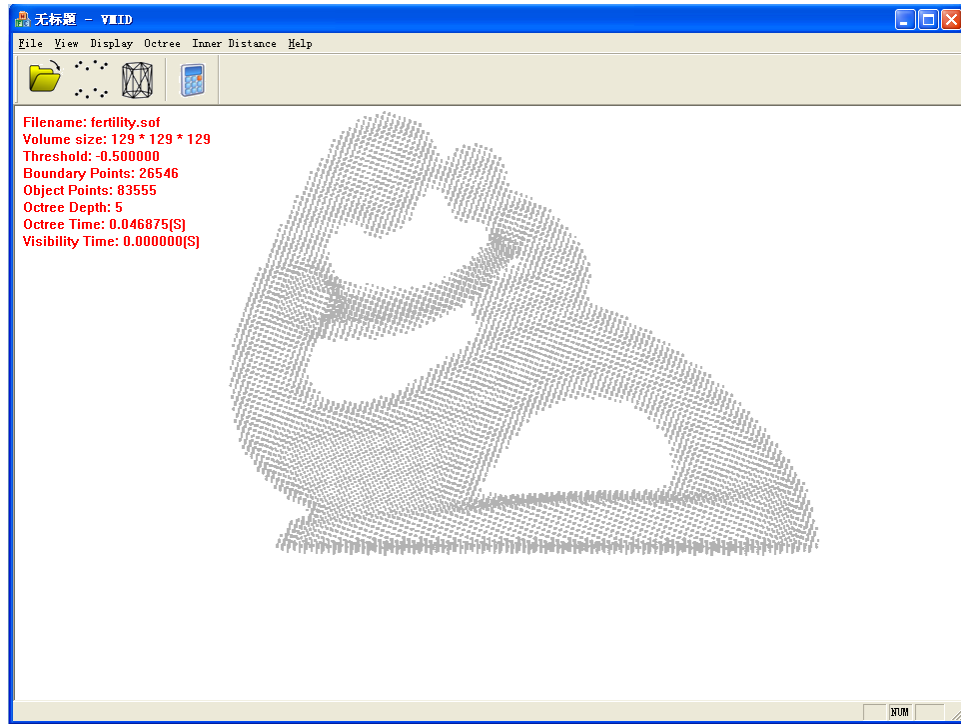 无标题 - VMID
File View Display Octree Inner Distance Help
Filename: fertility.sof
Volume size: 129 * 129 * 129
Threshold: -0.500000
Boundary Points: 26546
Object Points: 83555
Octree Depth: 5
Octree Time: 0.046875(S)
Visibility Time: 0.000000(S)
NUM